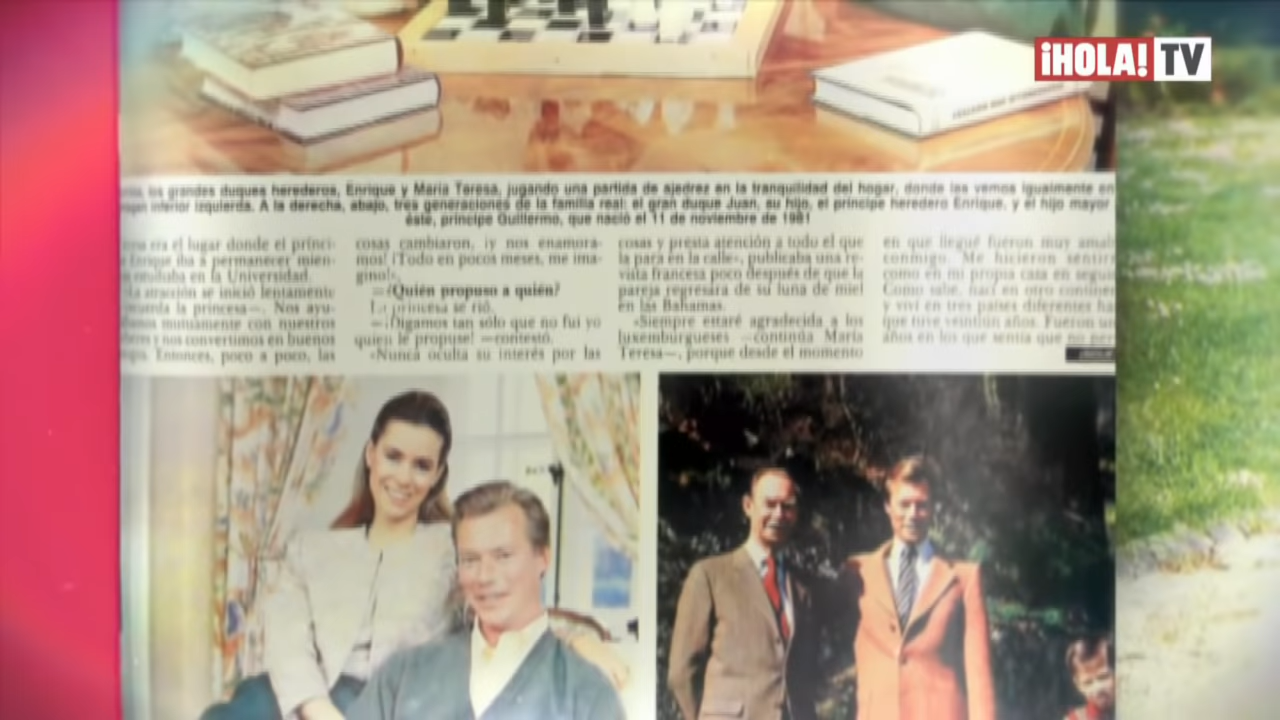 ¡HOLA! TV
los grandes duques herederos, Enrique y María Teresa, jugando una partida de ajedrez en la tranquilidad del hogar, donde les vemos igualmente en
inferior izquierda. A la derecha, abajo, tres generaciones de la familia real: el gran duque Juan, su hijo, el príncipe heredero Enrique, y el hijo mayor
éste, príncipe Guillermo, que nació el 11 de noviembre de 1981
era el lugar donde el prínci-
Enrique iba a permanecer mien-
estudiaba en la Universidad.
atracción se inició lentamente
la princesa—. Nos ayu-
mutuamente con nuestros
y nos convertimos en buenos
Entonces, poco a poco, las
cosas cambiaron, ¡y nos enamora-
mos! ¡Todo en pocos meses, me ima-
gino!».
—¿Quién propuso a quién?
La princesa se rió.
—¡Digamos tan sólo que no fui yo
quien le propuse! —contestó.
«Nunca oculta su interés por las
cosas y presta atención a todo el que
la para en la calle», publicaba una re-
vista francesa poco después de que la
pareja regresara de su luna de miel
en las Bahamas.
«Siempre estaré agradecida a los
luxemburgueses —continúa María
Teresa—, porque desde el momento
en que llegué fueron muy
conmigo. Me hicieron sentir
como en mi propia casa en
Como sabe, nací en otro
y viví en tres países diferentes
que tuve veintiún años. Fueron
años en los que sentía que no